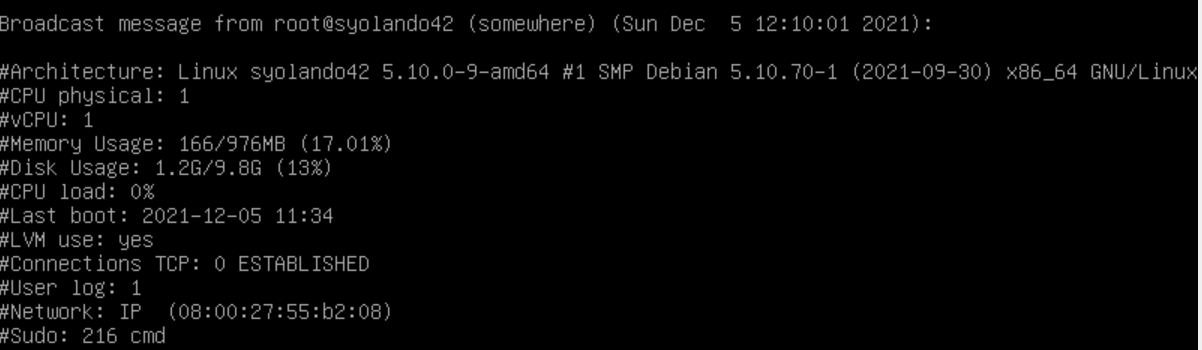 Broadcast message from root@syolando42 (somewhere) (Sun Dec  5 12:10:01 2021):
#Architecture: Linux syolando42 5.10.0-9-amd64 #1 SMP Debian 5.10.70-1 (2021-09-30) x86_64 GNU/Linux
#CPU physical: 1
#vCPU: 1
#Memory Usage: 166/976MB (17.01%)
#Disk Usage: 1.2G/9.8G (13%)
#CPU load: 0%
#Last boot: 2021-12-05 11:34
#LVM use: yes
#Connections TCP: 0 ESTABLISHED
#User log: 1
#Network: IP  (08:00:27:55:b2:08)
#Sudo: 216 cmd